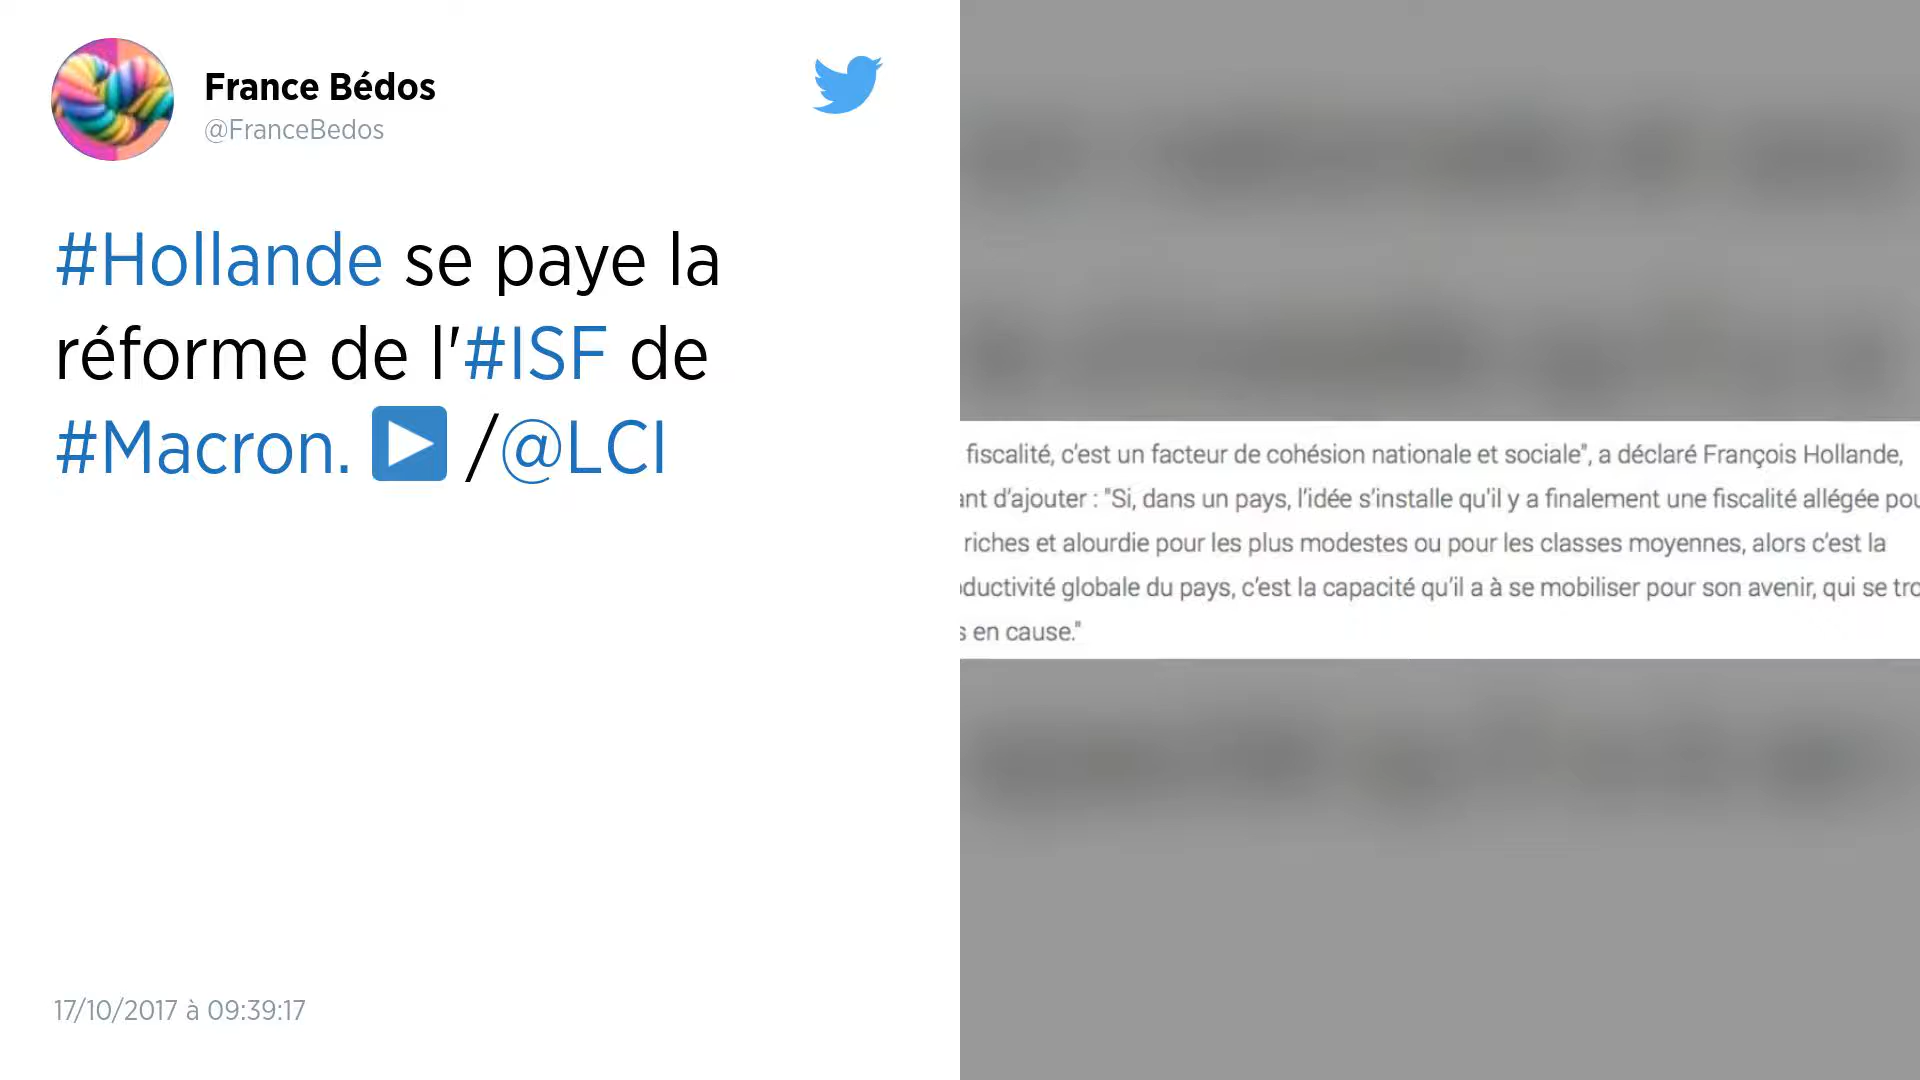 France Bédos
@FranceBedos
#Hollande se paye la
réforme de l'#ISF de
#Macron. ▶ /@LCI
17/10/2017 à 09:39:17
fiscalité, c'est un facteur de cohésion nationale et sociale", a déclaré François Hollande,
d'ajouter : "Si, dans un pays, l'idée s'installe qu'il y a finalement une fiscalité allégée
riches et alourdie pour les plus modestes ou pour les classes moyennes, alors c'est la
globale du pays, c'est la capacité qu'il a à se mobiliser pour son avenir, qui se
en cause."